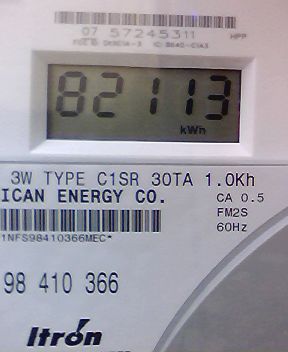 07 57245311 HPP
82113
kWh
3W TYPE C1SR 30TA 1.0Kh
ICAN ENERGY CO.
CA 0.5
FM2S
60Hz
1NFS98410366MEC*
98 410 366
Itron